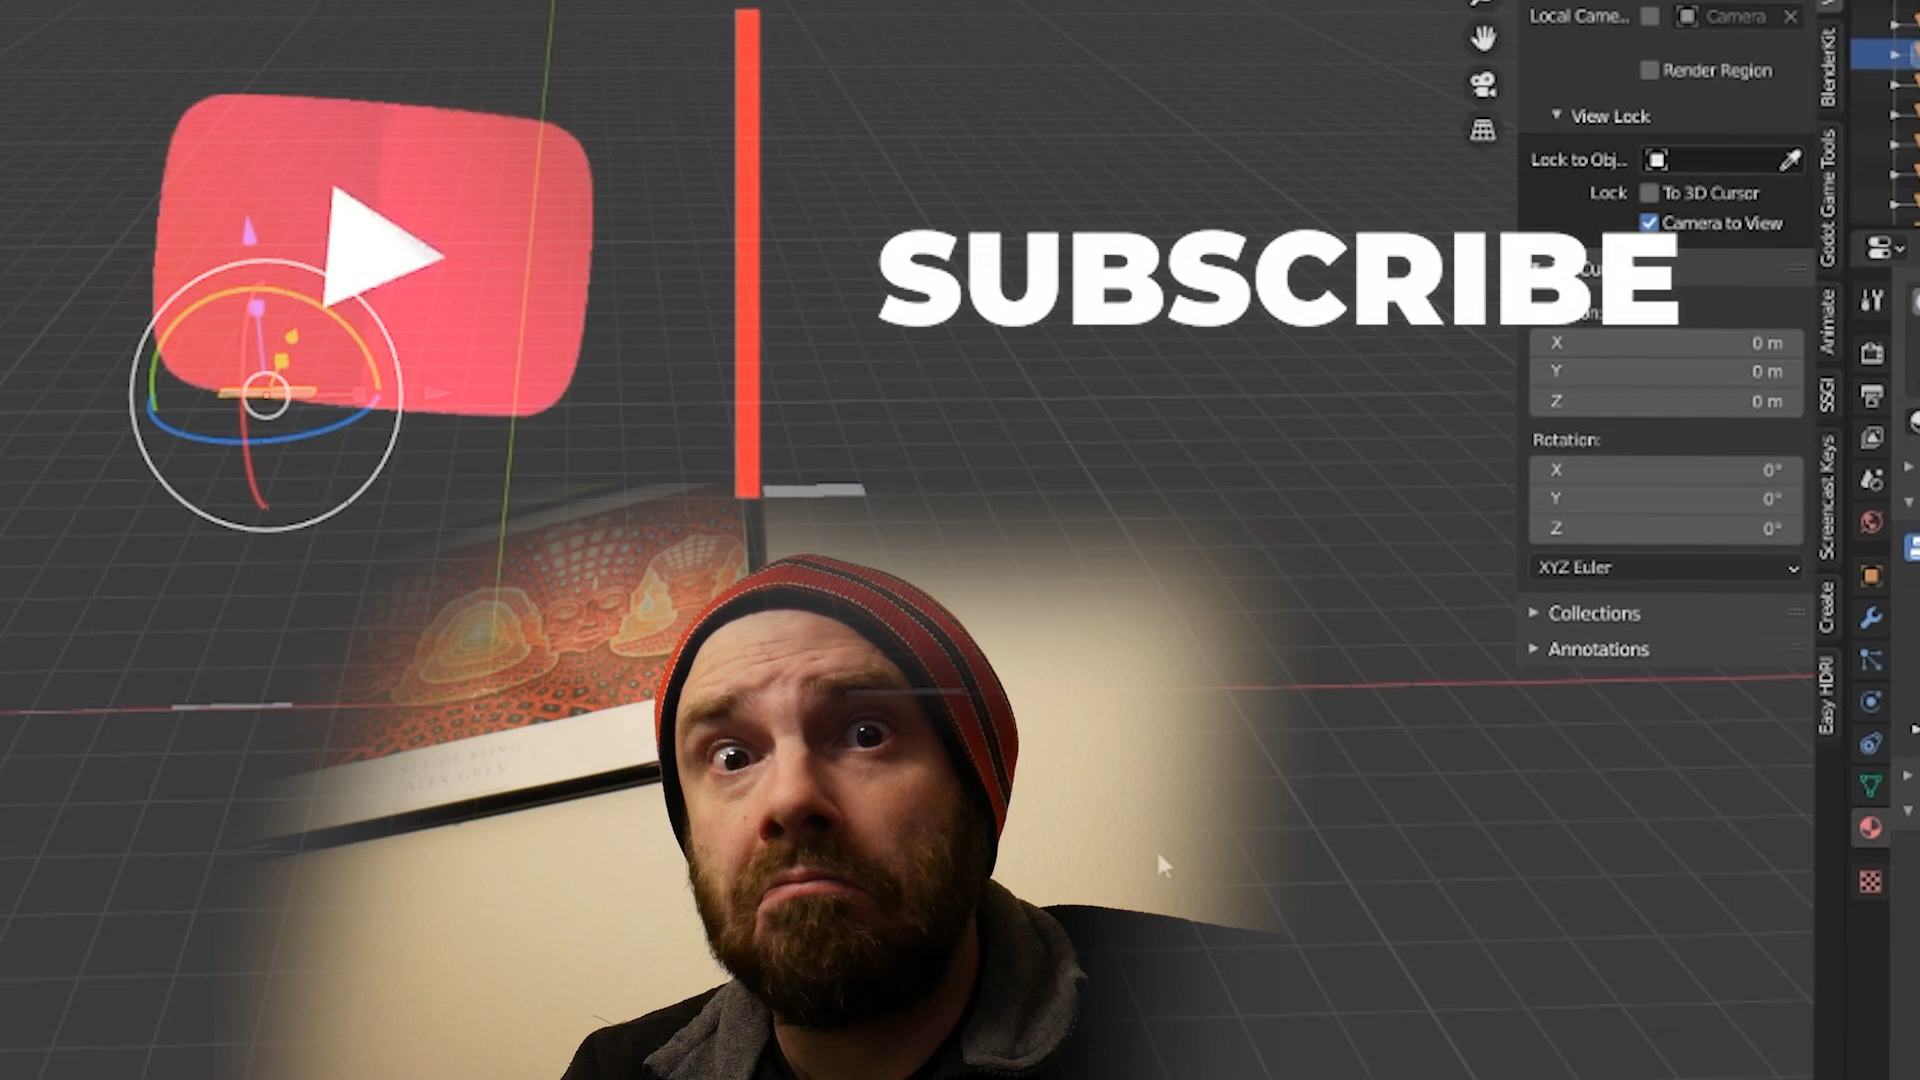 Local Came...
Camera
Render Region
View Lock
Lock to Obj...
Lock
To 3D Cursor
Camera to View
SUBSCRIBE
X 0 m
Y 0 m
Z 0 m
Rotation:
X 0°
Y 0°
Z 0°
XYZ Euler
Collections
Annotations
BlenderKit
Godot Game Tools
Animate
SSGI
Screencast Keys
Create
Easy HDRI
ALEX GREY